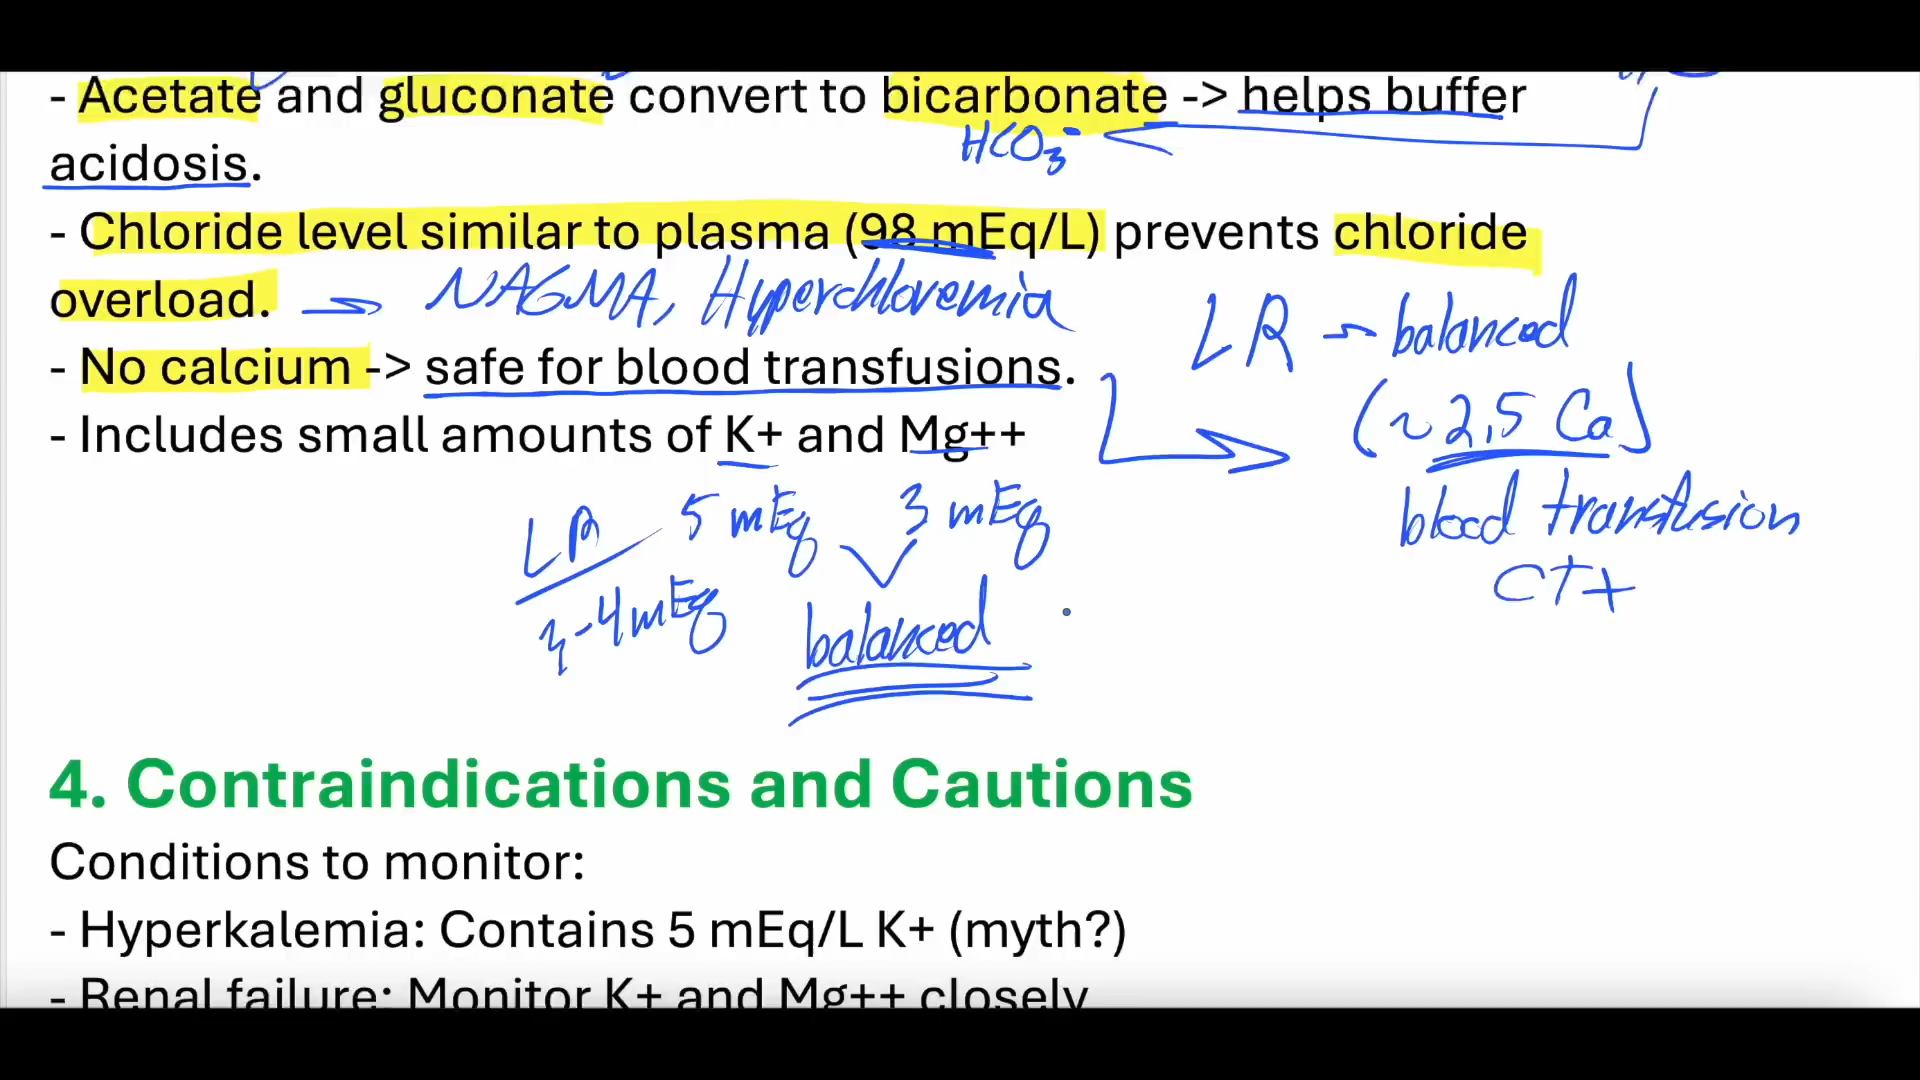 - Acetate and gluconate convert to bicarbonate -> helps buffer
HCO3-
acidosis.
- Chloride level similar to plasma (98 mEq/L) prevents chloride
overload. → NAGMA, Hyperchloremia
LR ~ balanced
- No calcium -> safe for blood transfusions.
(~2,5 Ca)
- Includes small amounts of K+ and Mg++
LR 5 mEq 3 mEq
blood transfusion
CTX
3-4 mEq
balanced
4. Contraindications and Cautions
Conditions to monitor:
- Hyperkalemia: Contains 5 mEq/L K+ (myth?)
- Renal failure: Monitor K+ and Mg++ closely